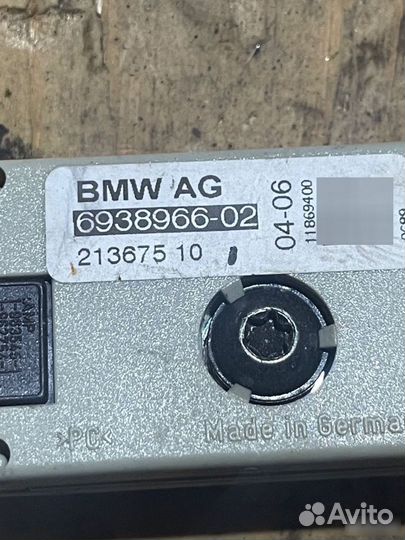 BMW AG
6938966-02
213675 10
04-06
11869400
>PC<
Made In Germa
Avito